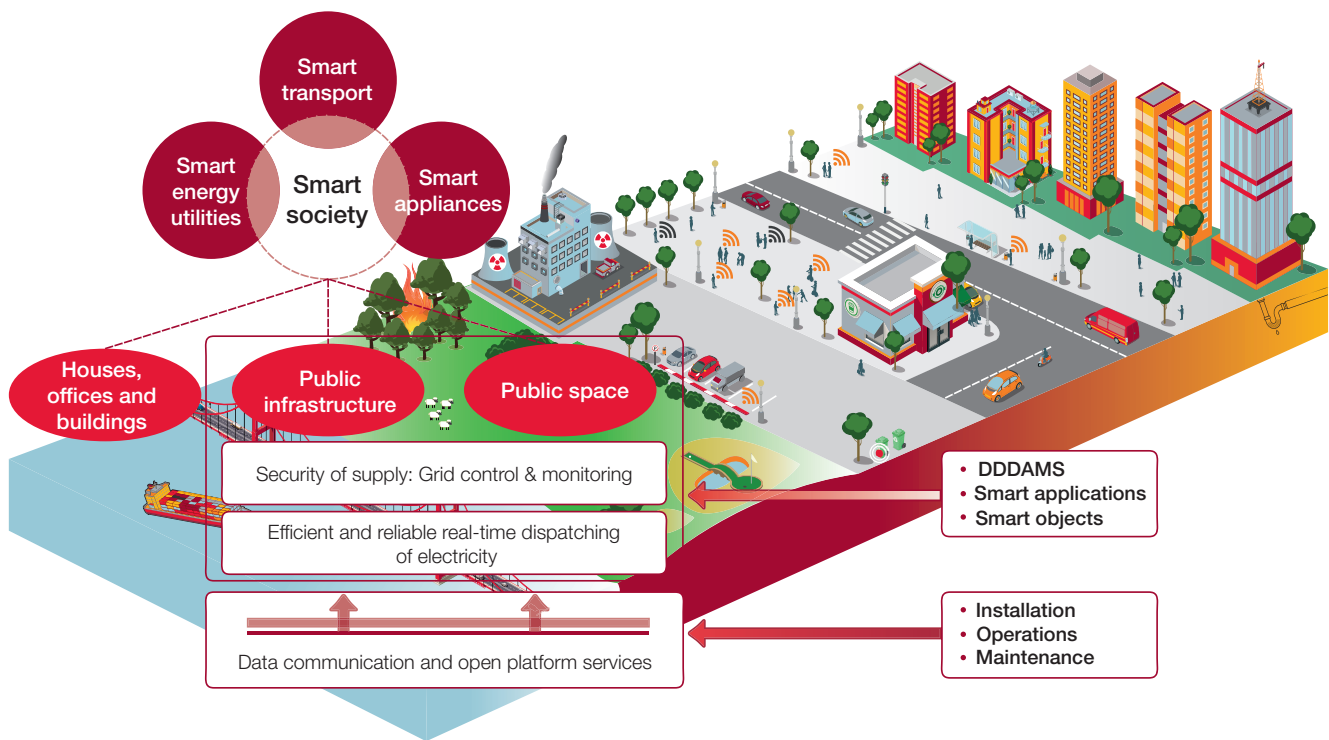 Smart
transport
Smart
energy
utilities
Smart
society
Smart
appliances
Houses,
offices and
buildings
Public
infrastructure
Public space
Security of supply: Grid control & monitoring
Efficient and reliable real-time dispatching
of electricity
Data communication and open platform services
• DDDAMS
• Smart applications
• Smart objects
• Installation
• Operations
• Maintenance